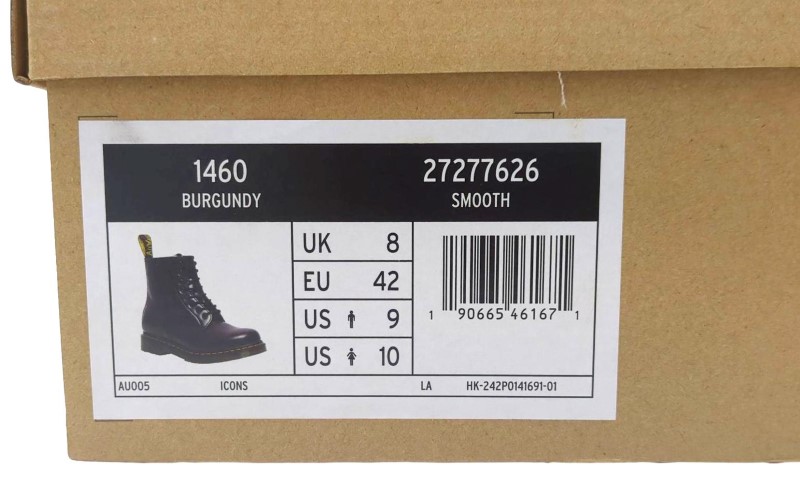 1460
BURGUNDY
27277626
SMOOTH
UK 8
EU 42
US 9
US 10
1 90665 46167 1
AU005 ICONS LA HK-242P0141691-01